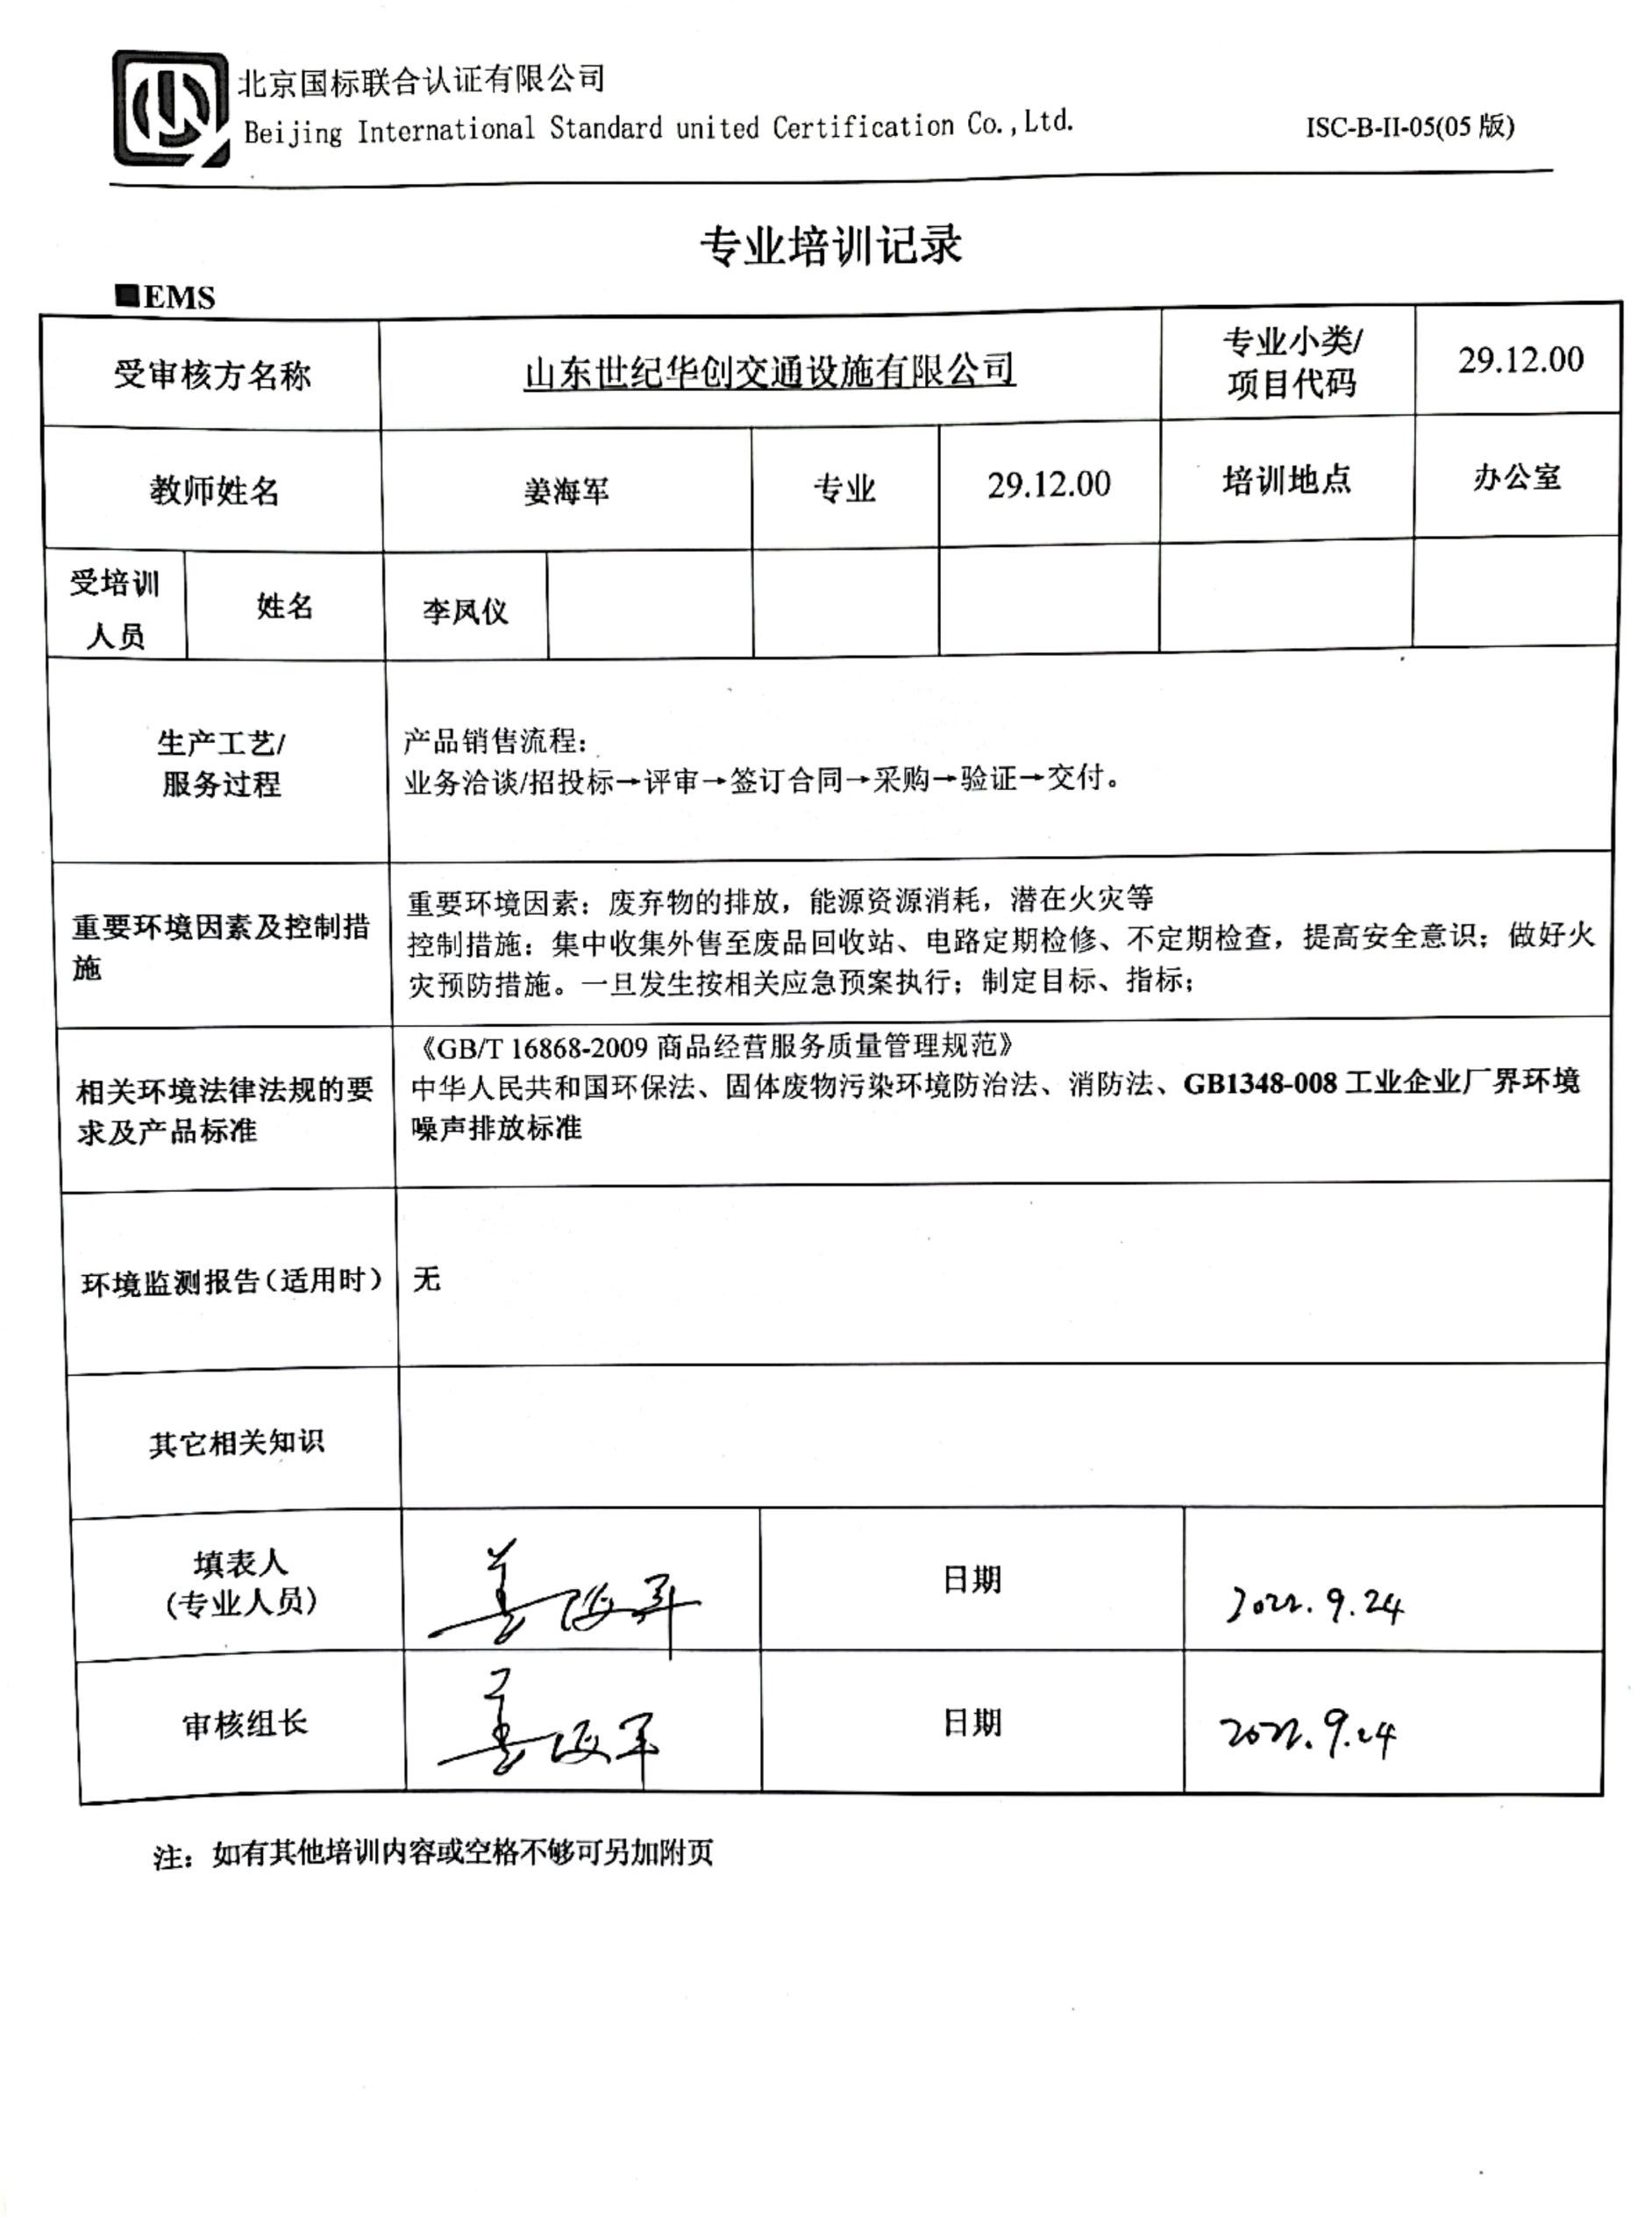 北京国标联合认证有限公司
Beijing International Standard united Certification Co.,Ltd.
ISC-B-II-05(05 版)
专业培训记录
■EMS
受审核方名称
山东世纪华创交通设施有限公司
专业小类/
项目代码
29.12.00
教师姓名
姜海军
专业
29.12.00
培训地点
办公室
受培训
人员
姓名
李凤仪
生产工艺/
服务过程
产品销售流程：
业务洽谈/招投标→评审→签订合同→采购→验证→交付。
重要环境因素及控制措
施
重要环境因素：废弃物的排放，能源资源消耗，潜在火灾等
控制措施：集中收集外售至废品回收站、电路定期检修、不定期检查，提高安全意识；做好火
灾预防措施。一旦发生按相关应急预案执行；制定目标、指标；
相关环境法律法规的要
求及产品标准
《GB/T 16868-2009 商品经营服务质量管理规范》
中华人民共和国环保法、固体废物污染环境防治法、消防法、GB1348-008 工业企业厂界环境
噪声排放标准
环境监测报告（适用时）
无
其它相关知识
填表人
（专业人员）
姜海军
日期
2022.9.24
审核组长
姜海军
日期
2022.9.24
注：如有其他培训内容或空格不够可另加附页